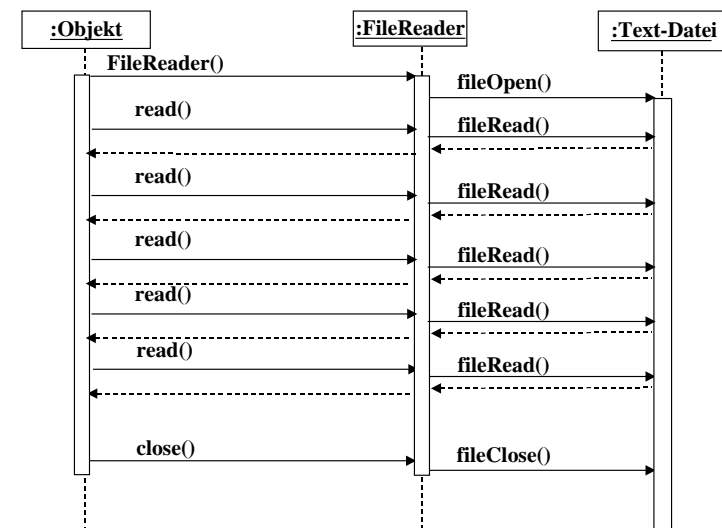 :Objekt
:FileReader
:Text-Datei
FileReader()
fileOpen()
read()
fileRead()
read()
fileRead()
read()
fileRead()
read()
fileRead()
read()
fileRead()
close()
fileClose()